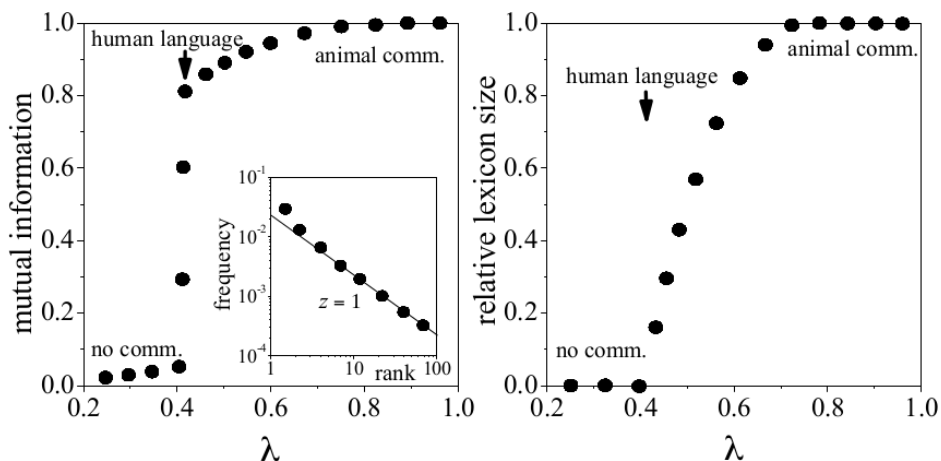 1.0
0.8
0.6
0.4
0.2
0.0
mutual information
human language
animal comm.
no comm.
0.2 0.4 0.6 0.8 1.0
λ
10-1
10-2
10-3
10-4
frequency
z = 1
1 10 100
rank
1.0
0.8
0.6
0.4
0.2
0.0
relative lexicon size
animal comm.
human language
no comm.
0.2 0.4 0.6 0.8 1.0
λ